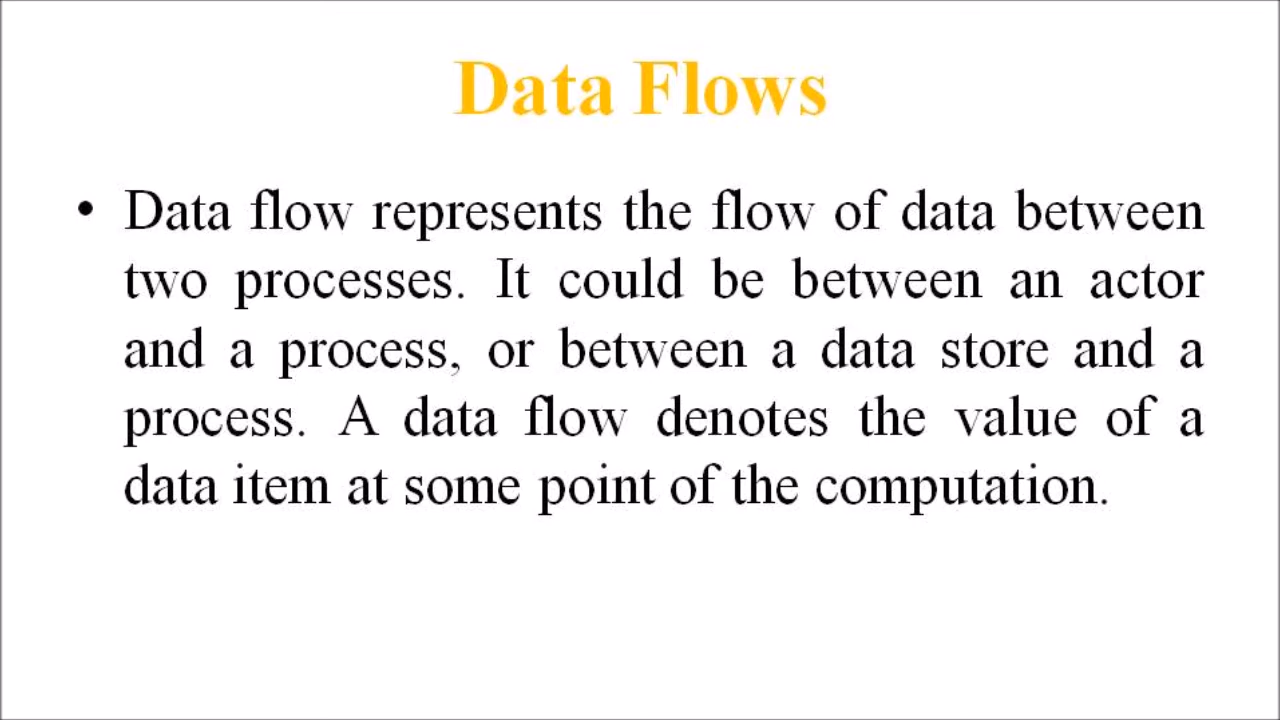 Data Flows
• Data flow represents the flow of data between
two processes. It could be between an actor
and a process, or between a data store and a
process. A data flow denotes the value of a
data item at some point of the computation.